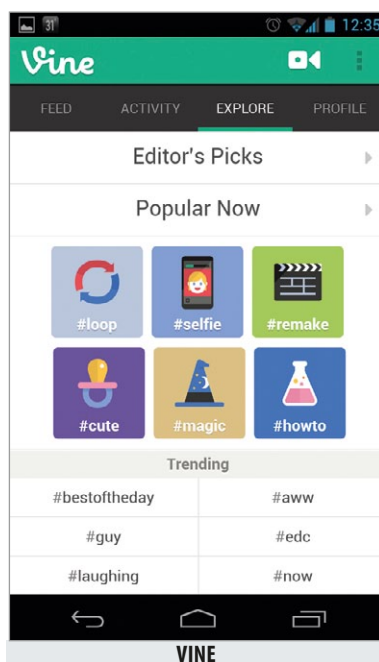 31 12:35
Vine
FEED ACTIVITY EXPLORE PROFILE
Editor's Picks
Popular Now
#loop #selfie #remake
#cute #magic #howto
Trending
#bestoftheday #aww
#guy #edc
#laughing #now
VINE